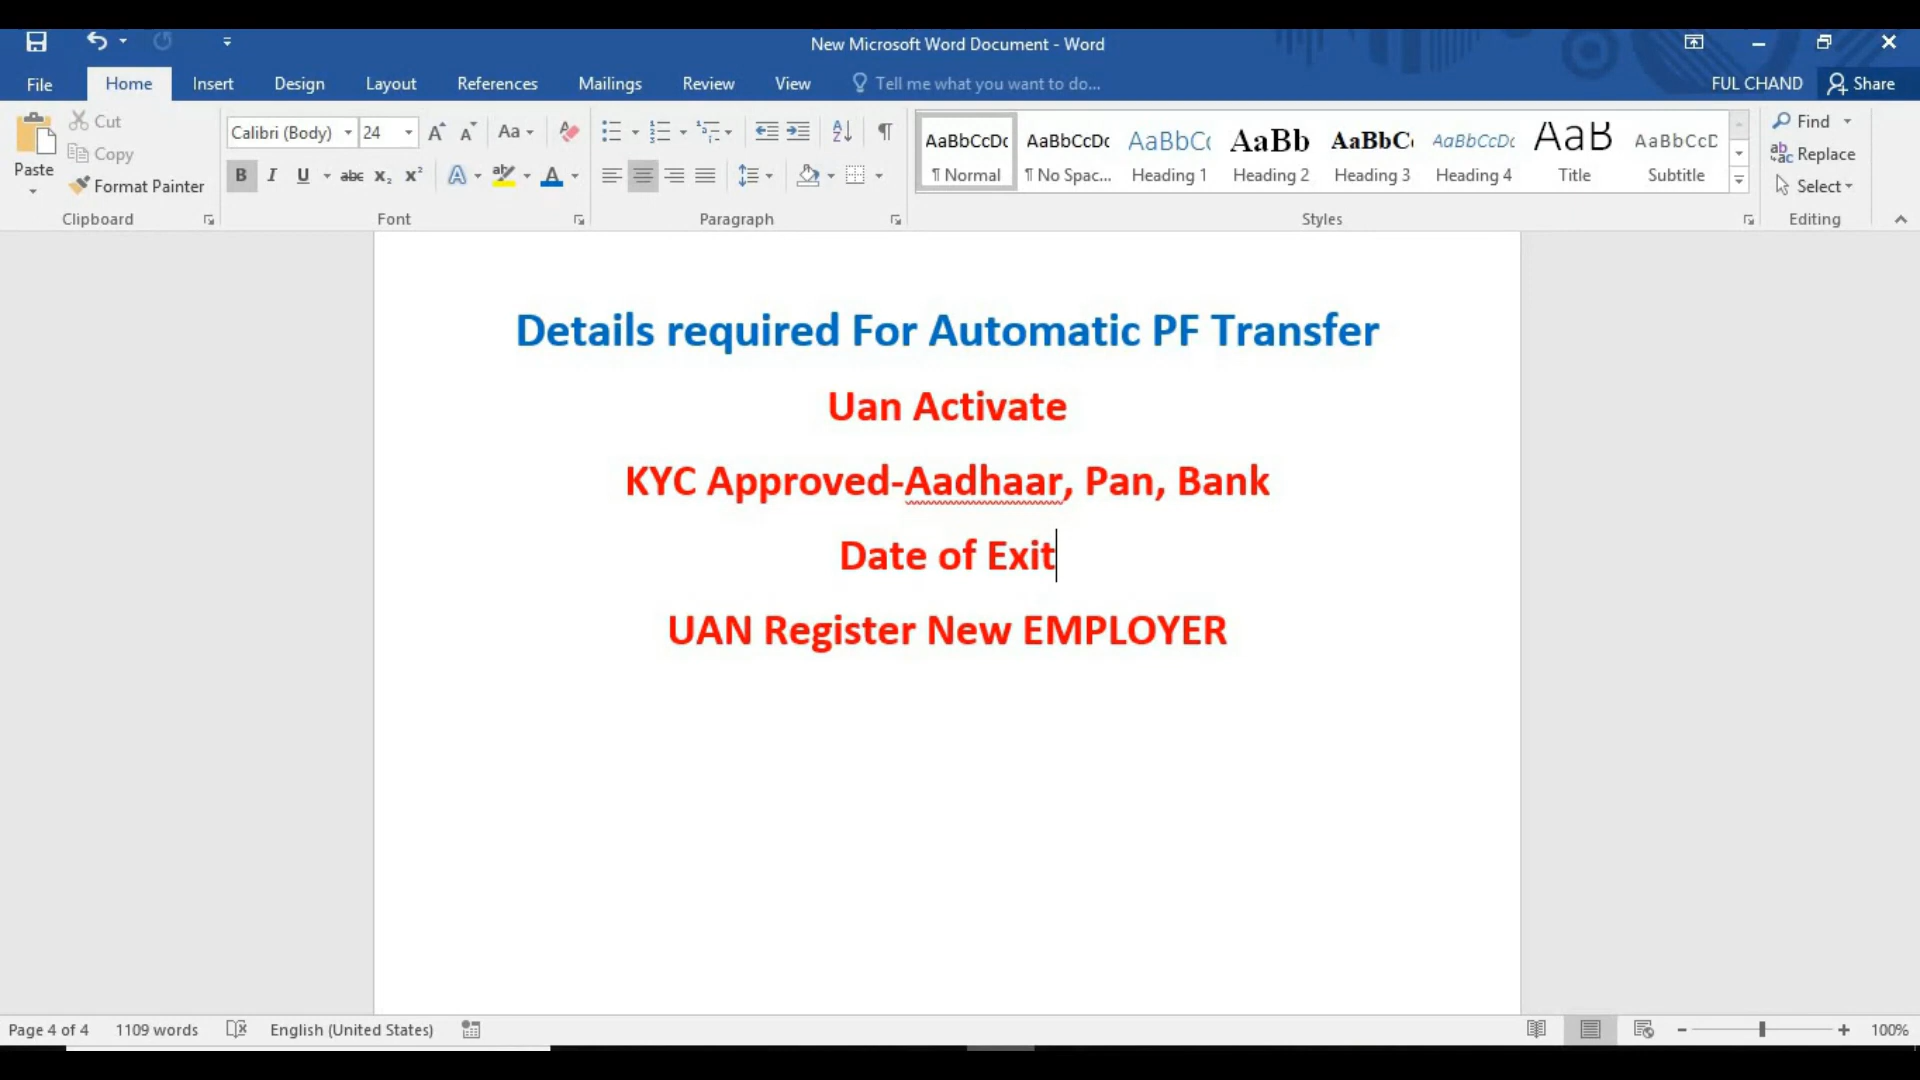 New Microsoft Word Document - Word
File Home Insert Design Layout References Mailings Review View Tell me what you want to do... FUL CHAND Share
Paste
Cut
Copy
Format Painter
Clipboard
Calibri (Body) 24
Aa
B I U abc x₂ x²
A A
Font
Paragraph
AaBbCcDc AaBbCcDc AaBbCc AaBb AaBbC AaBbCcDc AaB AaBbCcD
¶ Normal ¶ No Spac... Heading 1 Heading 2 Heading 3 Heading 4 Title Subtitle
Styles
Find
Replace
Select
Editing
Details required For Automatic PF Transfer
Uan Activate
KYC Approved-Aadhaar, Pan, Bank
Date of Exit
UAN Register New EMPLOYER
Page 4 of 4 1109 words English (United States) 100%